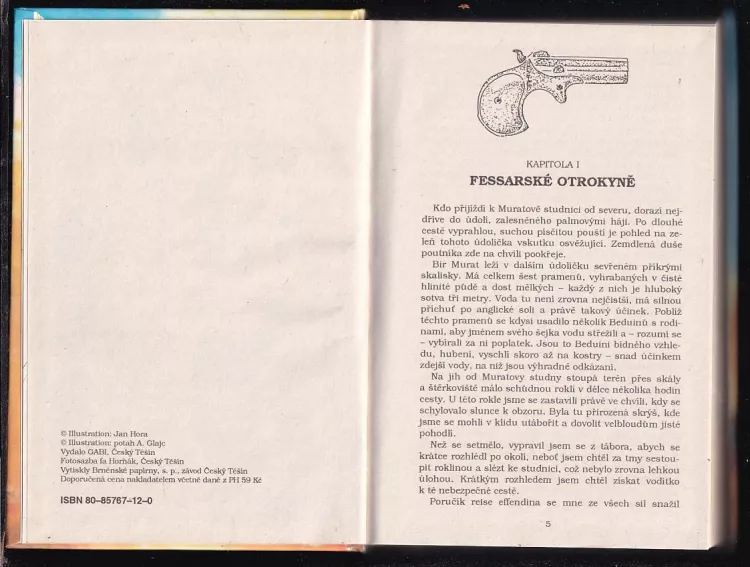 © Illustration: Jan Hora
© Illustration: potah A. Glajc
Vydalo GABI, Český Těšín
Fotosazba fa Horňák, Český Těšín
Vytiskly Brněnské papírny, s. p., závod Český Těšín
Doporučená cena nakladatelem včetně daně z PH 59 Kč
ISBN 80–85767–12–0
KAPITOLA I
FESSARSKÉ OTROKYNĚ
Kdo přijíždí k Muratově studnici od severu, dorazí nej-
dříve do údolí, zalesněného palmovými háji. Po dlouhé
cestě vyprahlou, suchou písčitou pouští je pohled na ze-
leň tohoto údolíčka vskutku osvěžující. Zemdlená duše
poutníka zde na chvíli pookřeje.
Bir Murat leží v dalším údolíčku sevřeném příkrými
skalisky. Má celkem šest pramenů, vyhrabaných v čistě
hlinité půdě a dost mělkých – každý z nich je hluboký
sotva tři metry. Voda tu není zrovna nejčistší, má silnou
příchuť po anglické soli a právě takový účinek. Poblíž
těchto pramenů se kdysi usadilo několik Beduinů s rodi-
nami, aby jménem svého šejka vodu střežili a – rozumí se
– vybírali za ni poplatek. Jsou to Beduíni bídného vzhle-
du, hubení, vyschlí skoro až na kostry – snad účinkem
zdejší vody, na níž jsou výhradně odkázaní.
Na jih od Muratovy studny stoupá terén přes skály
a štěrkoviště málo schůdnou roklí v délce několika hodin
cesty. U této rokle jsme se zastavili právě ve chvíli, kdy se
schylovalo slunce k obzoru. Byla tu přirozená skrýš, kde
jsme se mohli v klidu utábořit a dovolit velbloudům jisté
pohodlí.
Než se setmělo, vypravil jsem se z tábora, abych se
krátce rozhlédl po okolí, neboť jsem chtěl za tmy sestou-
pit roklinou a slézt ke studnici, což nebylo zrovna lehkou
úlohou. Krátkým rozhledem jsem chtěl získat vodítko
k té nebezpečné cestě.
Poručík reise effendina se mne ze všech sil snažil
5